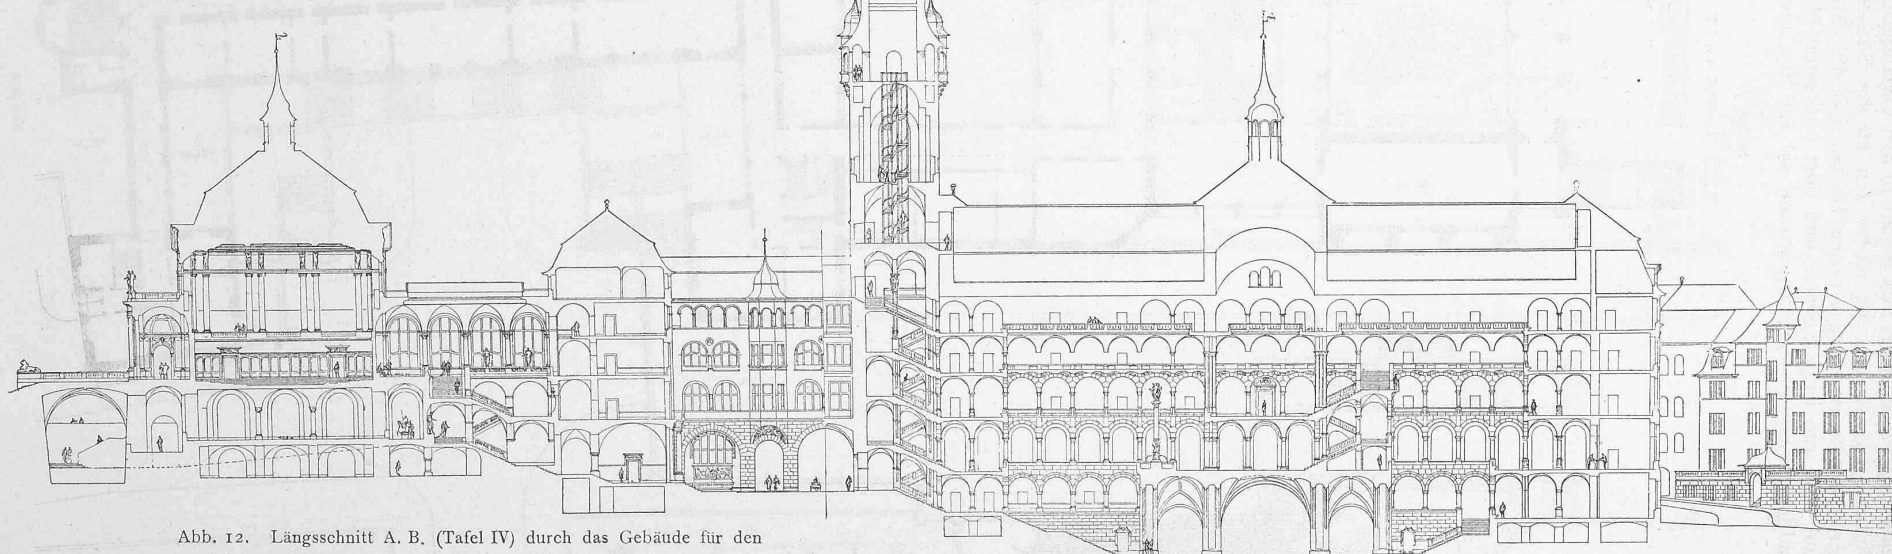 Abb. 12. Längsschnitt A. B. (Tafel IV) durch das Gebäude für den